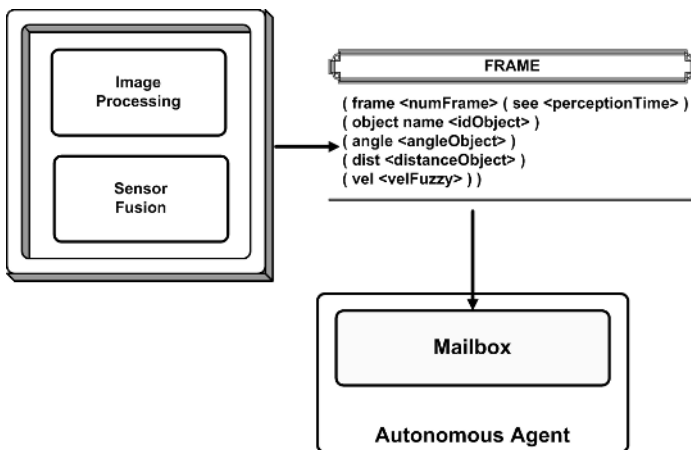 Image
Processing
Sensor
Fusion
FRAME
( frame <numFrame> ( see <perceptionTime> )
( object name <idObject> )
( angle <angleObject> )
( dist <distanceObject> )
( vel <velFuzzy> ) )
Mailbox
Autonomous Agent